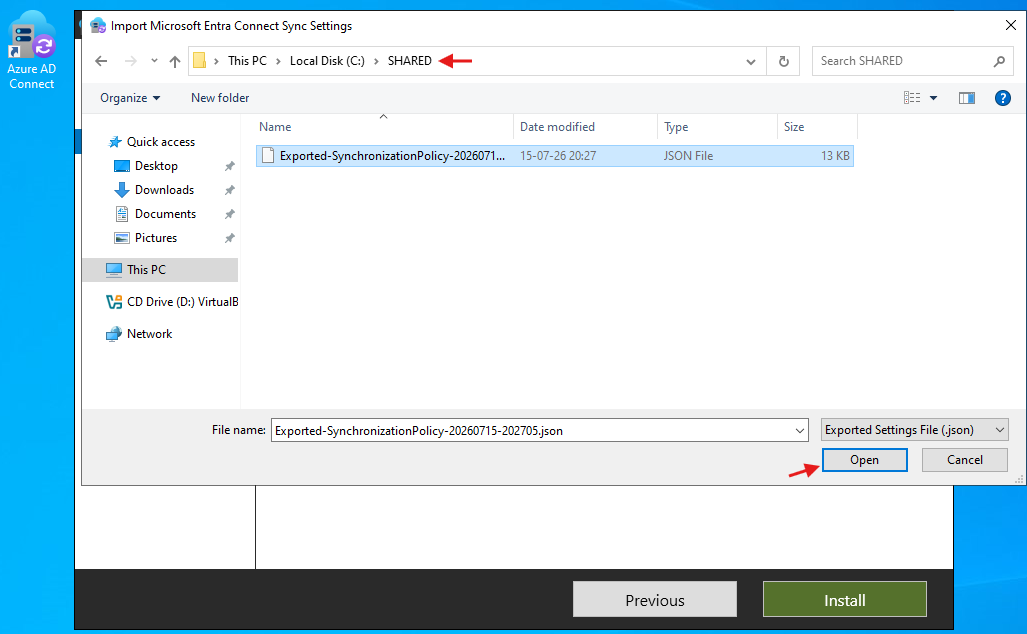 Azure AD
Connect
Import Microsoft Entra Connect Sync Settings
This PC
Local Disk (C:)
SHARED
Search SHARED
Organize
New folder
Name
Date modified
Type
Size
Quick access
Desktop
Downloads
Documents
Pictures
This PC
CD Drive (D:) VirtualB
Network
Exported-SynchronizationPolicy-2026071... 15-07-26 20:27 JSON File 13 KB
File name: Exported-SynchronizationPolicy-20260715-202705.json
Exported Settings File (.json)
Open
Cancel
Previous
Install